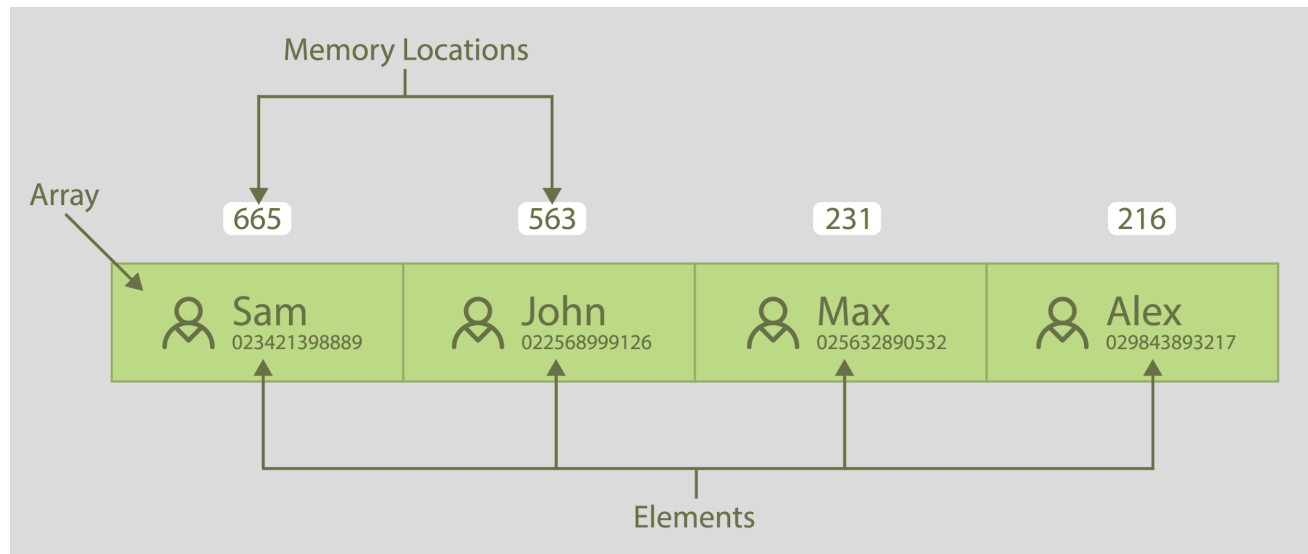 Memory Locations
Array
665 563 231 216
Sam John Max Alex
023421398889 022568999126 025632890532 029843893217
Elements